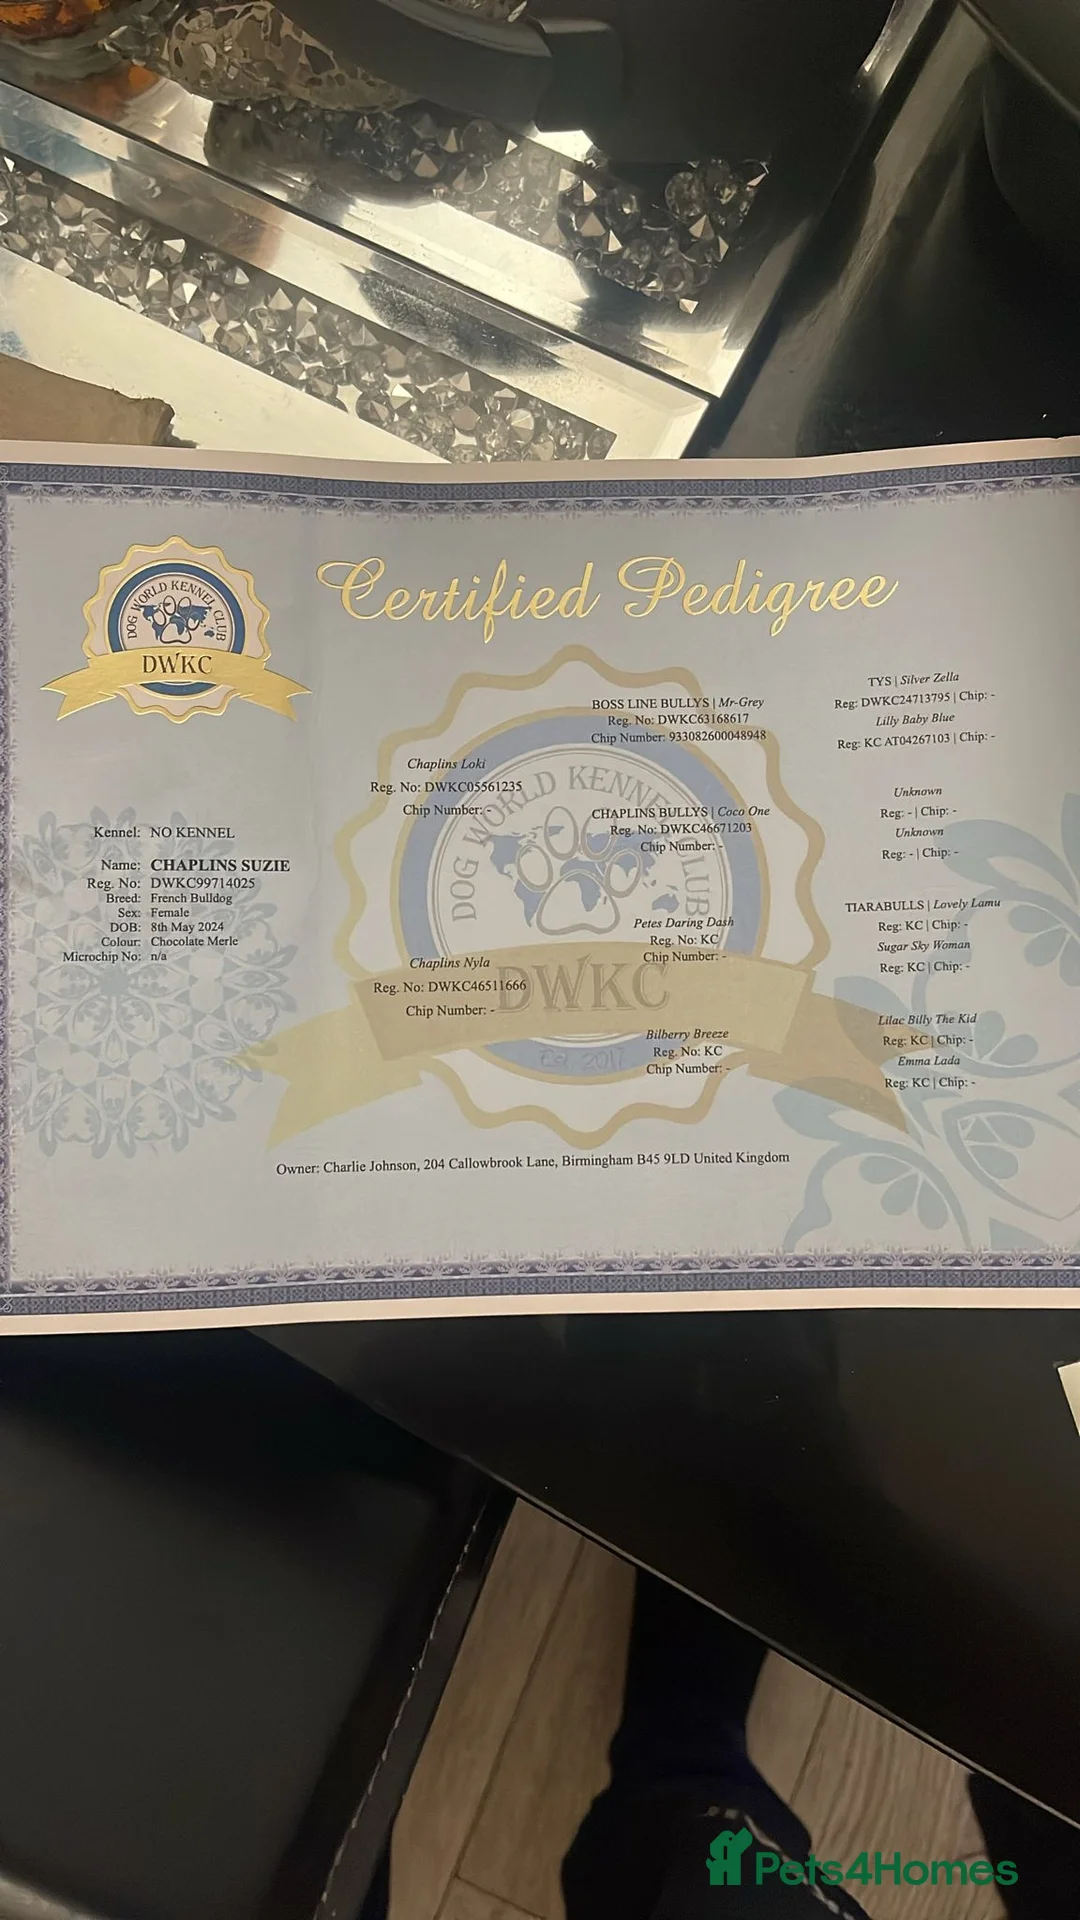 Certified Pedigree
DOG WORLD KENNEL CLUB
DWKC
Kennel: NO KENNEL
Name: CHAPLINS SUZIE
Reg. No: DWKC99714025
Breed: French Bulldog
Sex: Female
DOB: 8th May 2024
Colour: Chocolate Merle
Microchip No: n/a
Chaplins Loki
Reg. No: DWKC05561235
Chip Number: -
Chaplins Nyla
Reg. No: DWKC46511666
Chip Number: -
BOSS LINE BULLYS | Mr-Grey
Reg. No: DWKC63168617
Chip Number: 933082600048948
CHAPLINS BULLYS | Coco One
Reg. No: DWKC46671203
Chip Number: -
Petes Daring Dash
Reg. No: KC
Chip Number: -
Bilberry Breeze
Reg. No: KC
Chip Number: -
TYS | Silver Zella
Reg: DWKC24713795 | Chip: -
Lilly Baby Blue
Reg: KC AT04267103 | Chip: -
Unknown
Reg: - | Chip: -
Unknown
Reg: - | Chip: -
TIARABULLS | Lovely Lamu
Reg: KC | Chip: -
Sugar Sky Woman
Reg: KC | Chip: -
Lilac Billy The Kid
Reg: KC | Chip: -
Emma Lada
Reg: KC | Chip: -
DOG WORLD KENNEL CLUB
DWKC
2017
Owner: Charlie Johnson, 204 Callowbrook Lane, Birmingham B45 9LD United Kingdom
Pets4Homes